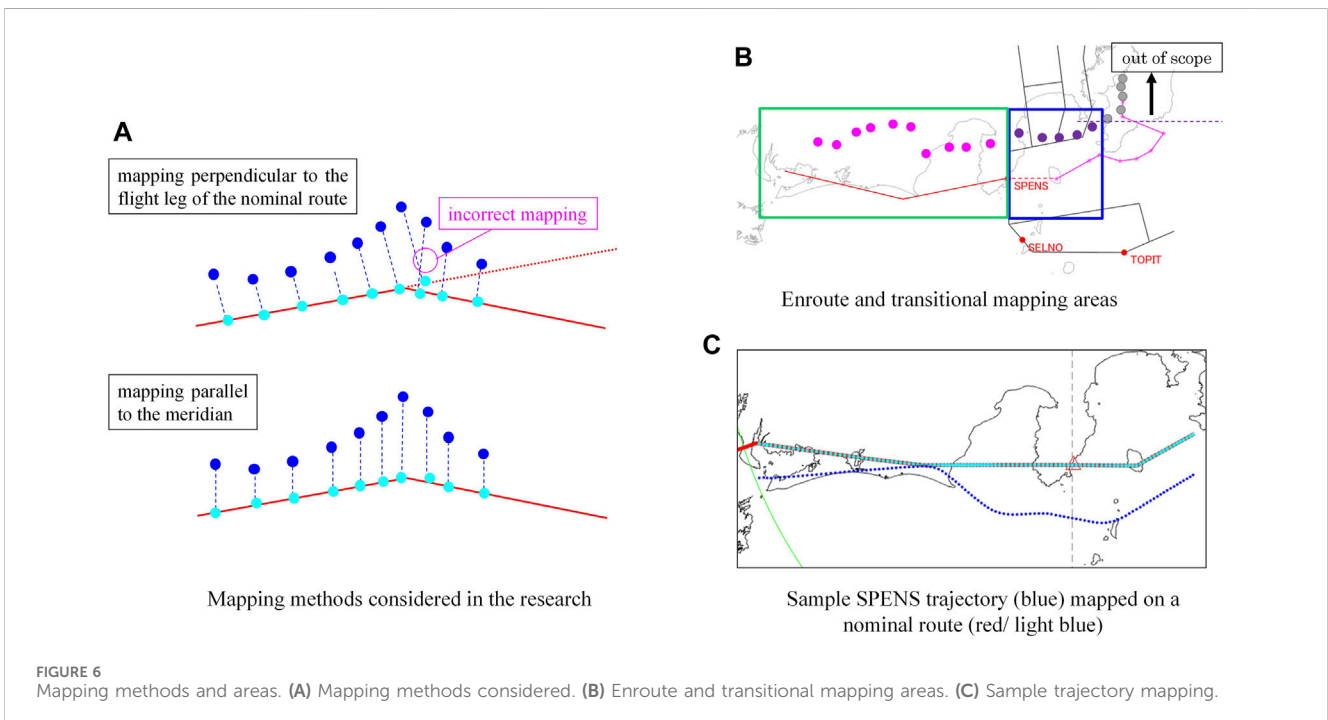 A
mapping perpendicular to the
flight leg of the nominal route
incorrect mapping
mapping parallel
to the meridian
Mapping methods considered in the research
B
out of scope
SPENS
SELNO
TOPIT
Enroute and transitional mapping areas
C
Sample SPENS trajectory (blue) mapped on a
nominal route (red/ light blue)
FIGURE 6
Mapping methods and areas. (A) Mapping methods considered. (B) Enroute and transitional mapping areas. (C) Sample trajectory mapping.